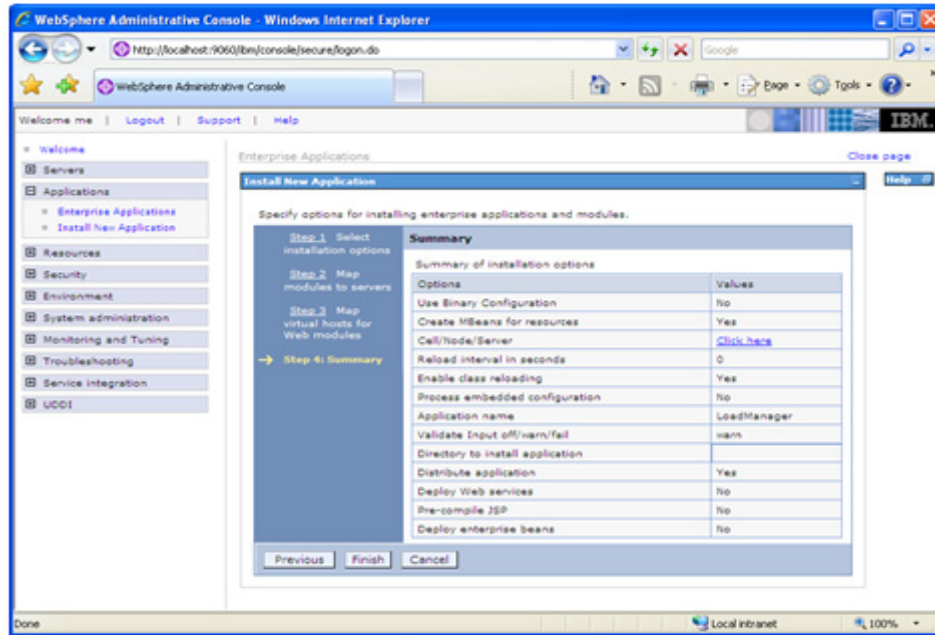 WebSphere Administrative Console - Windows Internet Explorer
http://localhost:9060/ibm/console/secure/logon.do
Google
WebSphere Administrative Console
Page
Tools
Welcome me | Logout | Support | Help
IBM.
Welcome
Servers
Applications
Enterprise Applications
Install New Application
Resources
Security
Environment
System administration
Monitoring and Tuning
Troubleshooting
Service integration
UDDI
Enterprise Applications
Close page
Install New Application
Help
Specify options for installing enterprise applications and modules.
Step 1 Select
installation options
Step 2 Map
modules to servers
Step 3 Map
virtual hosts for
Web modules
Step 4: Summary
Summary
Summary of installation options
Options Values
Use Binary Configuration No
Create MBeans for resources Yes
Cell/Node/Server Click here
Reload interval in seconds 0
Enable class reloading Yes
Process embedded configuration No
Application name LoadManager
Validate Input off/warn/fail warn
Directory to install application
Distribute application Yes
Deploy Web services No
Pre-compile JSP No
Deploy enterprise beans No
Previous Finish Cancel
Done
Local intranet
100%